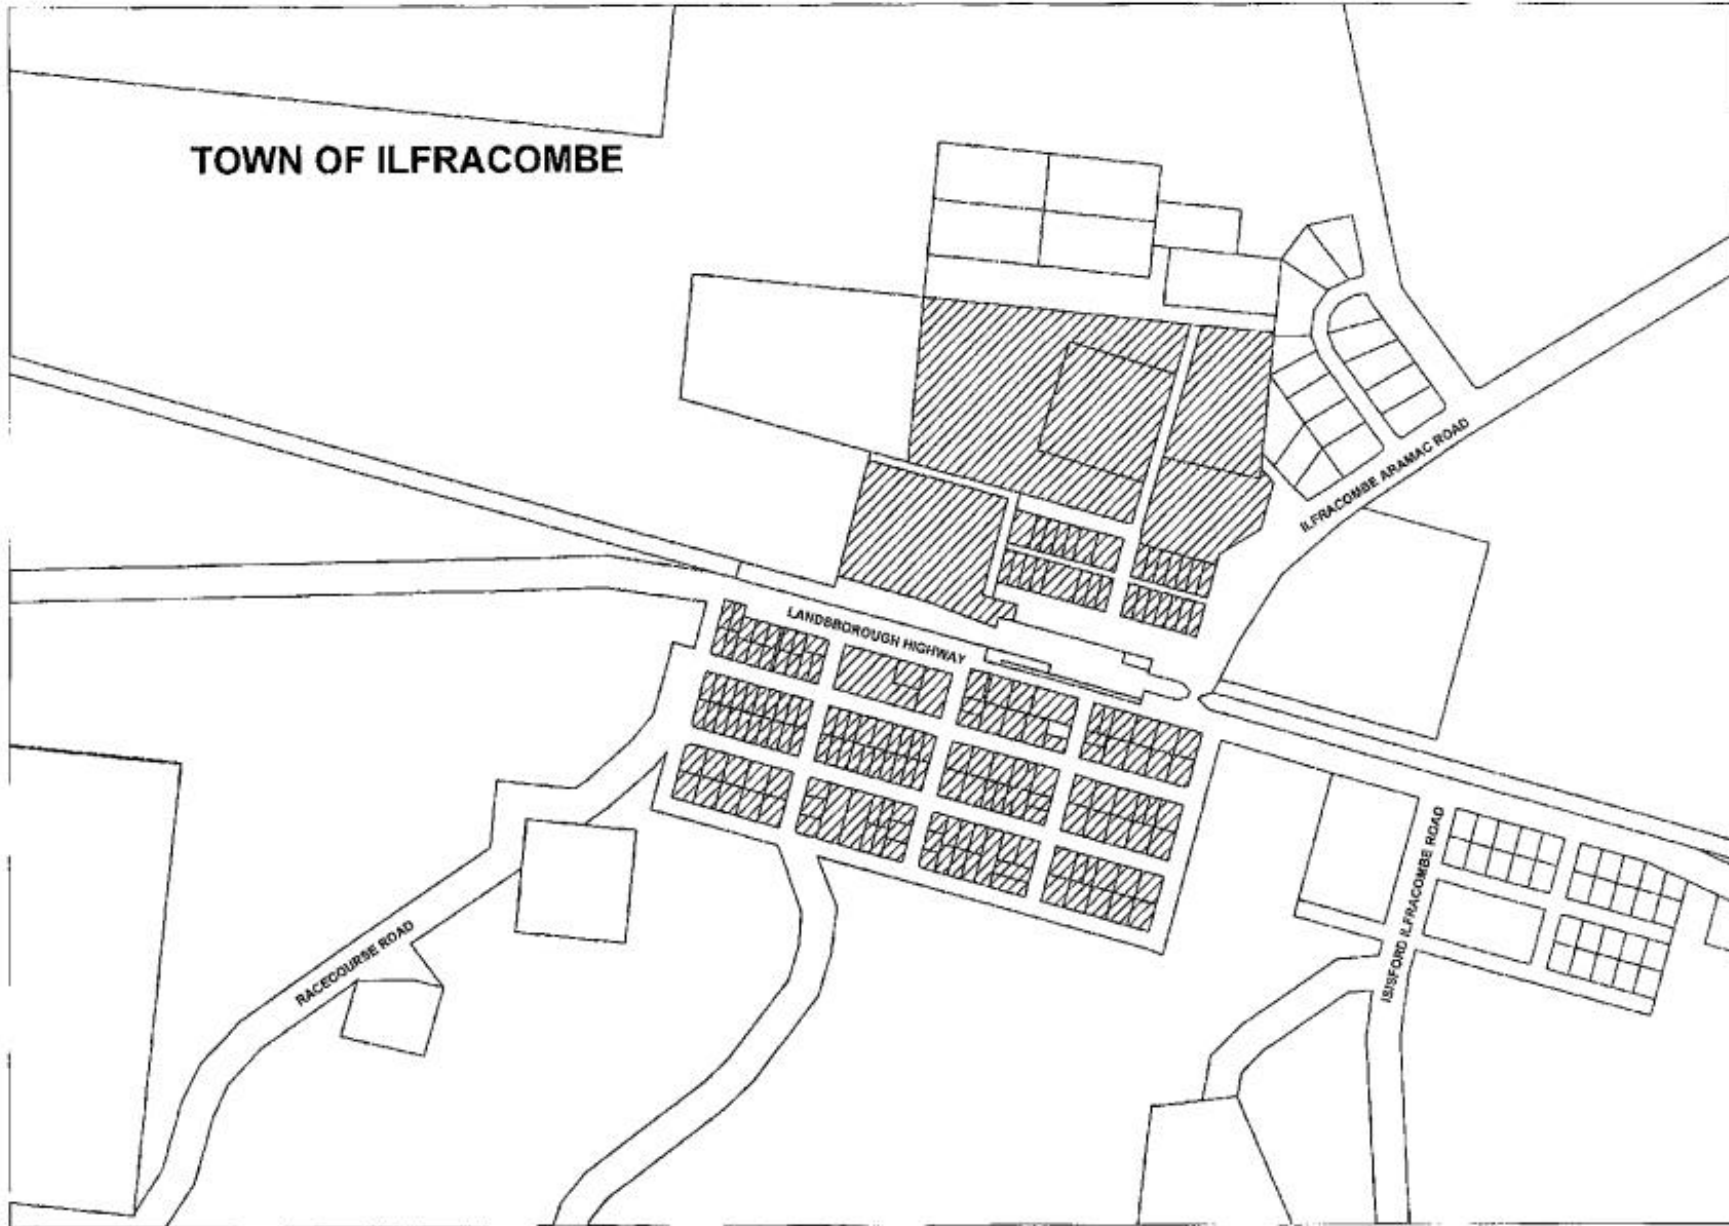 TOWN OF ILFRACOMBE
ILFRACOMBE ARAMAC ROAD
LANDSBOROUGH HIGHWAY
ISISFORD ILFRACOMBE ROAD
RACECOURSE ROAD